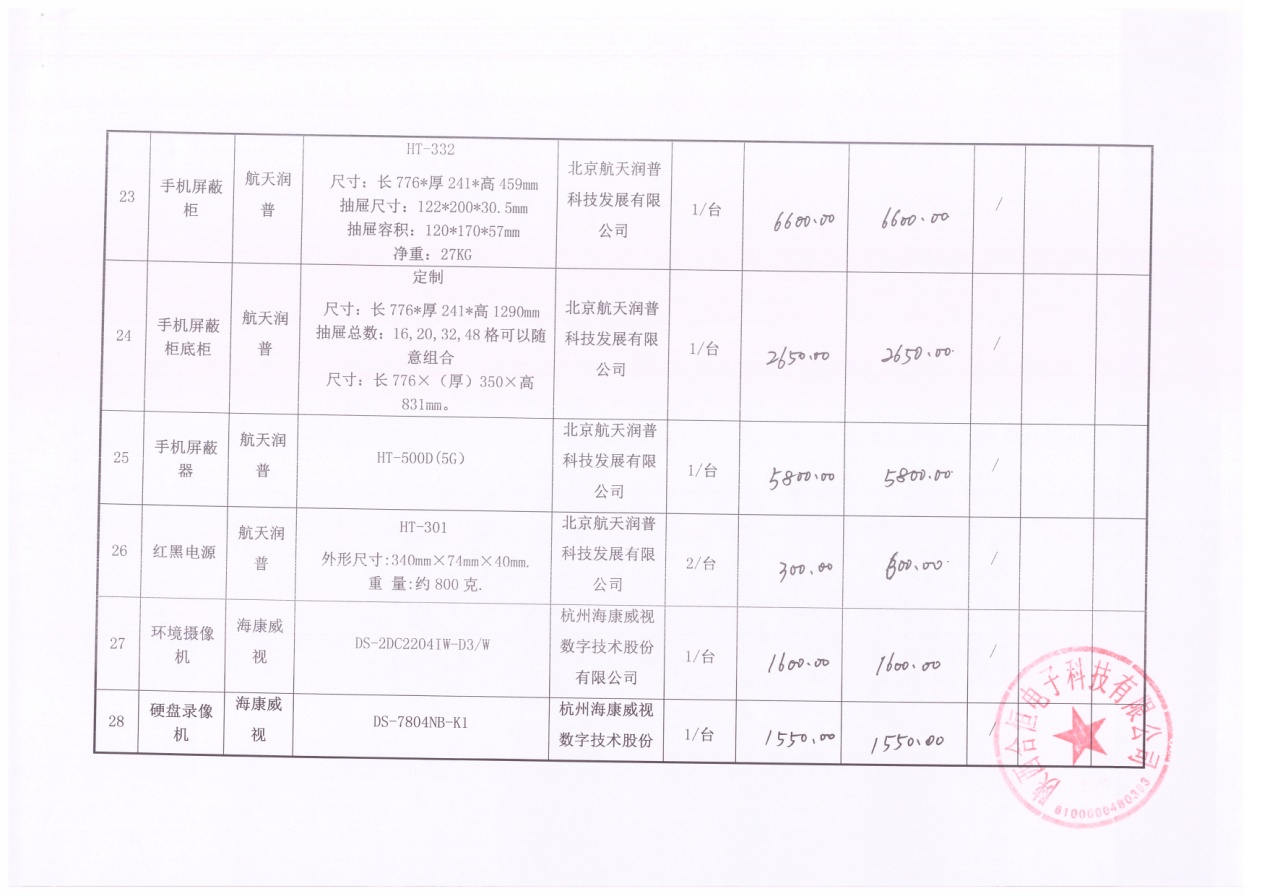 23
手机屏蔽
柜
航天润
普
HT-332
尺寸：长 776*厚 241*高 459mm
抽屉尺寸：122*200*30.5mm
抽屉容积：120*170*57mm
净重：27KG
北京航天润普
科技发展有限
公司
1/台
6600.00
6600.00
/
24
手机屏蔽
柜底柜
航天润
普
定制
尺寸：长 776*厚 241*高 1290mm
抽屉总数：16,20,32,48 格可以随
意组合
尺寸：长 776×（厚）350×高
831mm。
北京航天润普
科技发展有限
公司
1/台
2650.00
2650.00
/
25
手机屏蔽
器
航天润
普
HT-500D(5G）
北京航天润普
科技发展有限
公司
1/台
5800.00
5800.00
/
26
红黑电源
航天润
普
HT-301
外形尺寸:340mm×74mm×40mm.
重 量:约 800 克.
北京航天润普
科技发展有限
公司
2/台
300.00
600.00
/
27
环境摄像
机
海康威
视
DS-2DC2204IW-D3/W
杭州海康威视
数字技术股份
有限公司
1/台
1600.00
1600.00
/
28
硬盘录像
机
海康威
视
DS-7804NB-K1
杭州海康威视
数字技术股份
1/台
1550.00
1550.00
/
陕西合恒电子科技有限公司
6100000480303